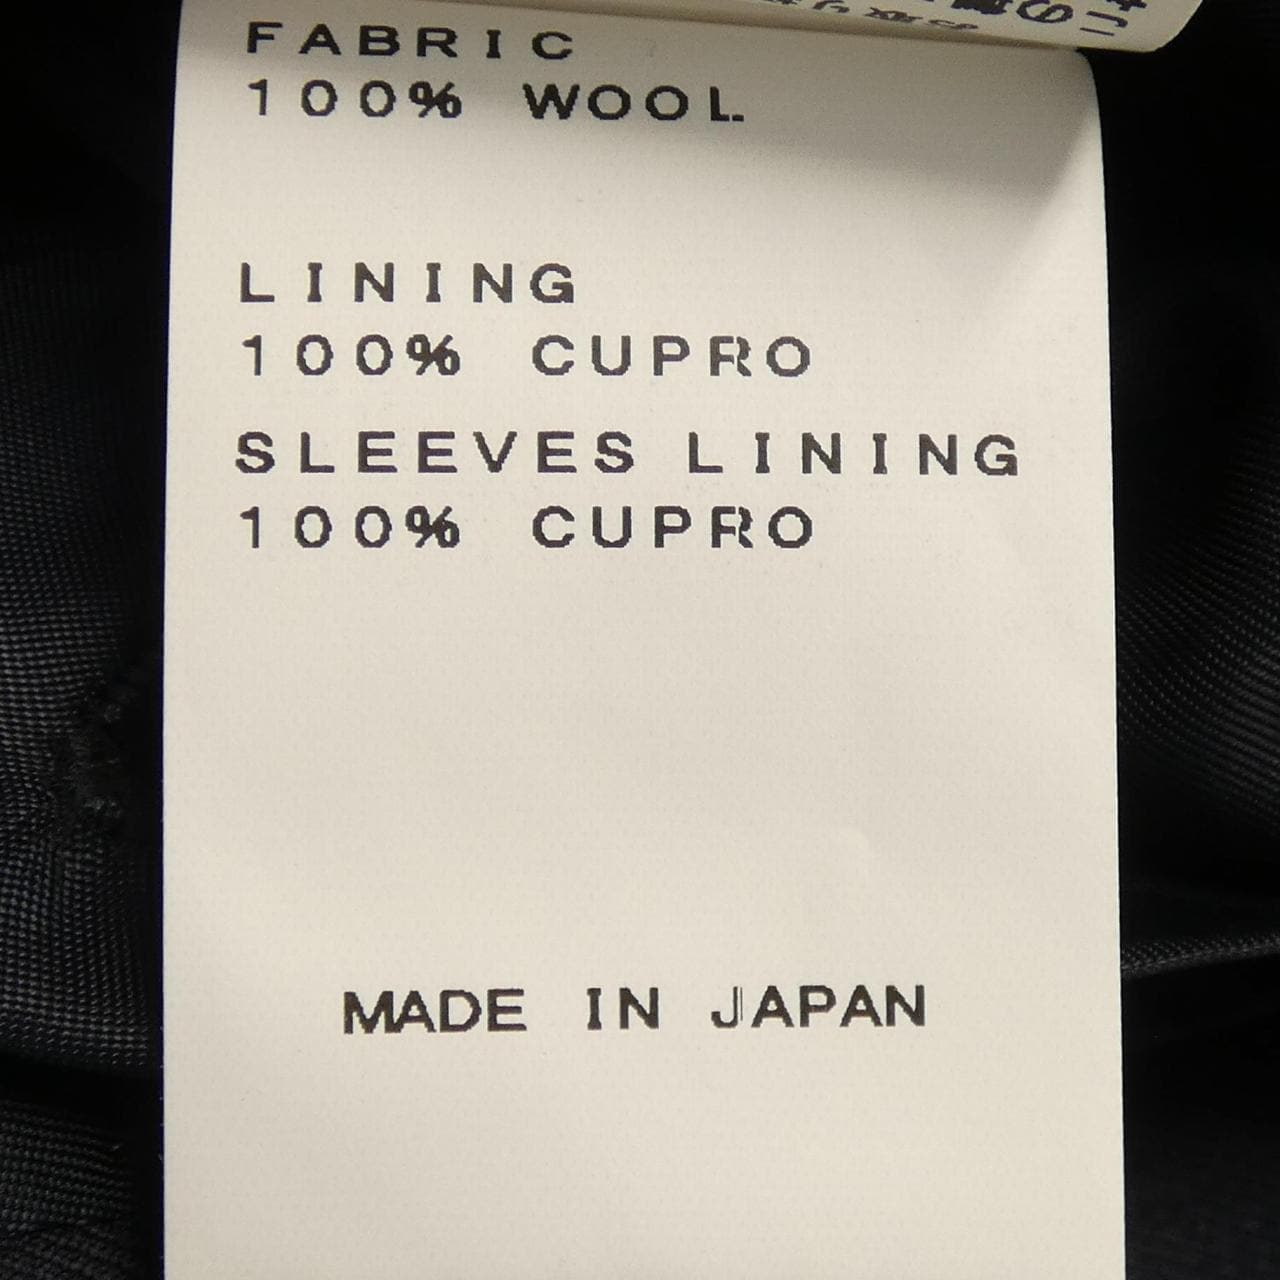 FABRIC
100% WOOL
LINING
100% CUPRO
SLEEVES LINING
100% CUPRO
MADE IN JAPAN